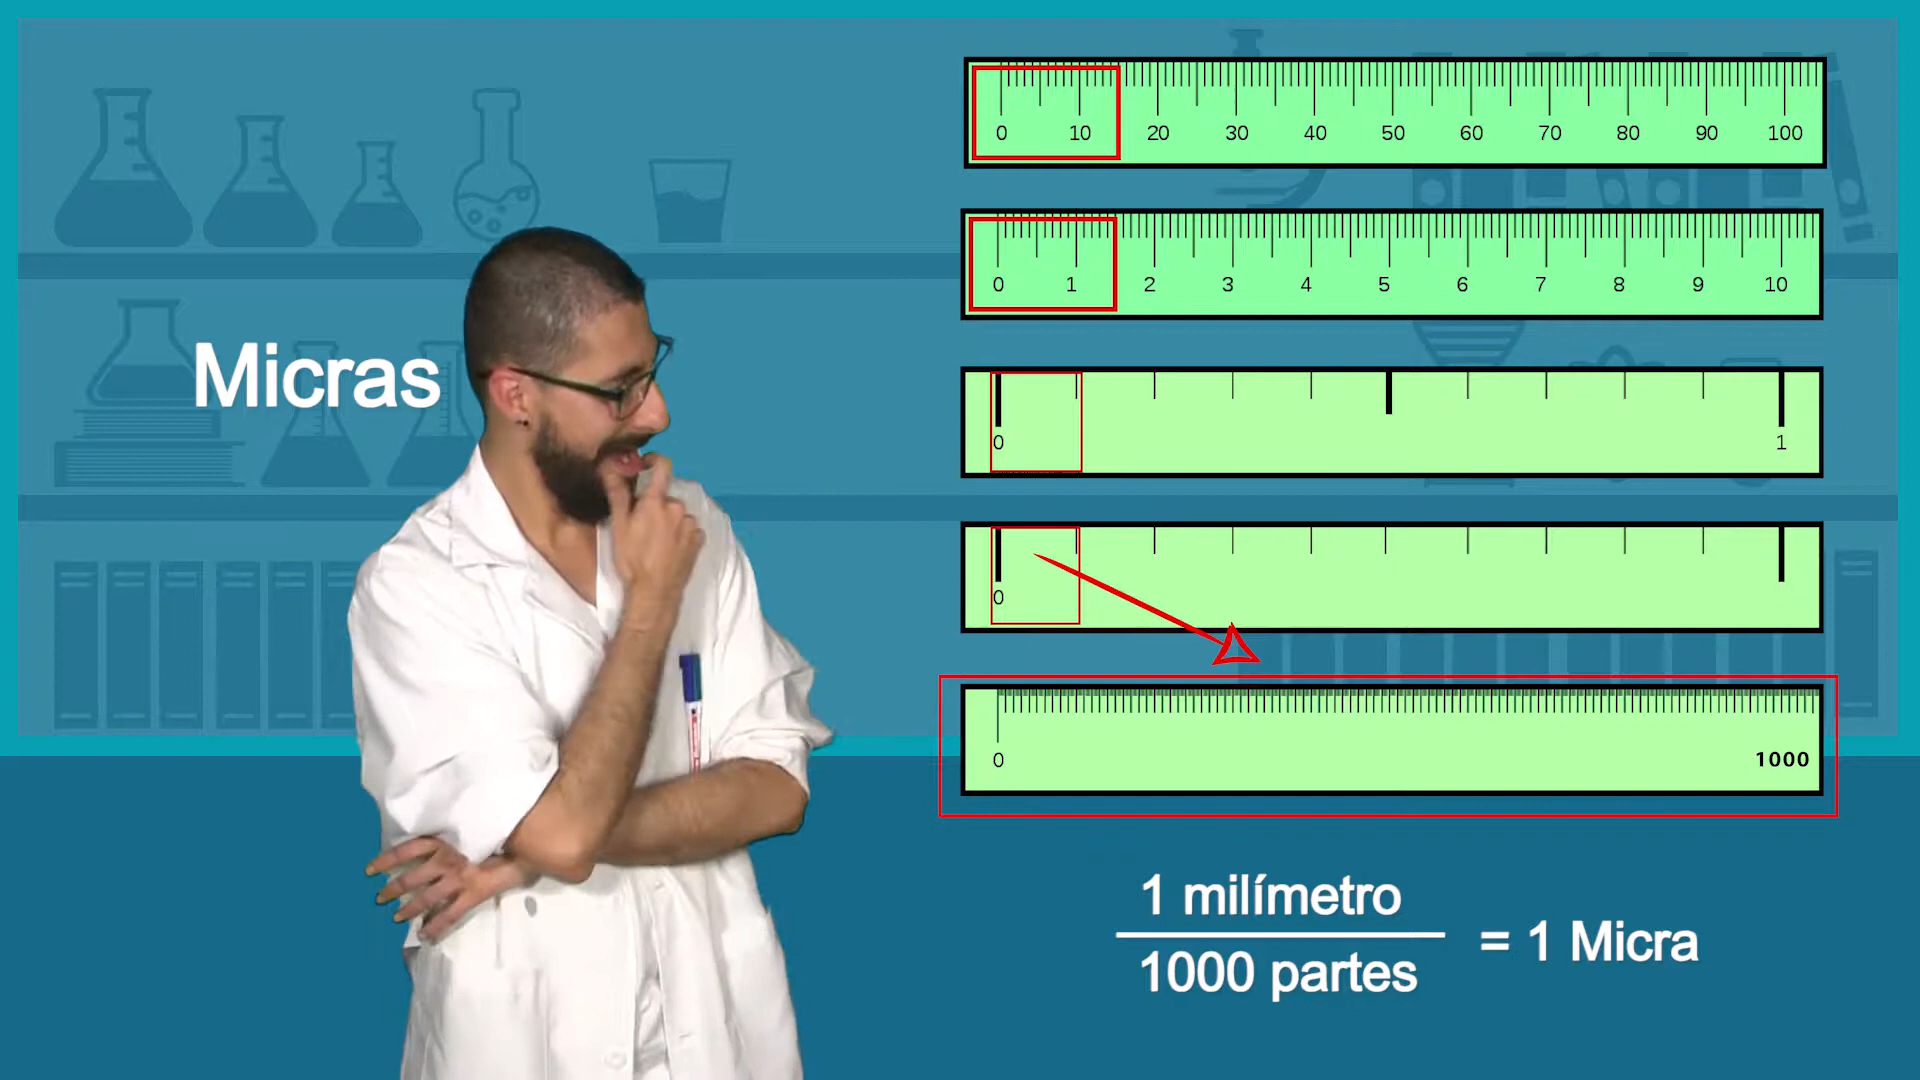 Micras
0 10 20 30 40 50 60 70 80 90 100
0 1 2 3 4 5 6 7 8 9 10
0 1
0
0 1000
1 milímetro
1000 partes
= 1 Micra